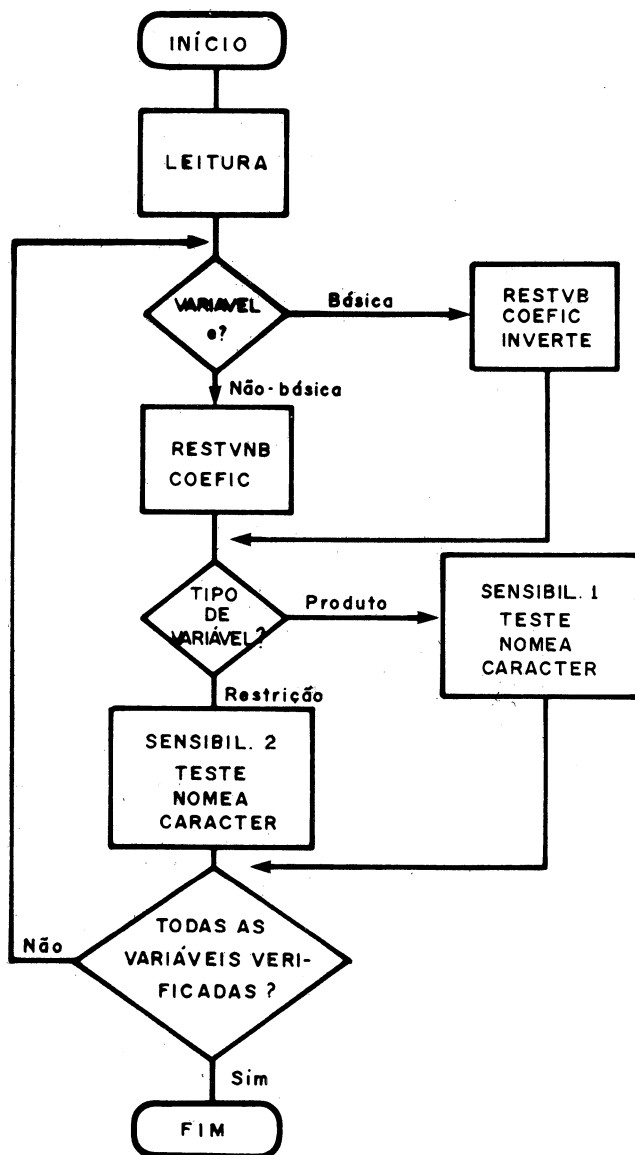 INÍCIO
LEITURA
VARIAVEL
e?
Básica
RESTVB
COEFIC
INVERTE
Não-básica
RESTVNB
COEFIC
TIPO
DE
VARIÁVEL?
Produto
SENSIBIL. 1
TESTE
NOMEA
CARACTER
Restrição
SENSIBIL. 2
TESTE
NOMEA
CARACTER
TODAS AS
VARIÁVEIS VERI-
FICADAS ?
Não
Sim
FIM